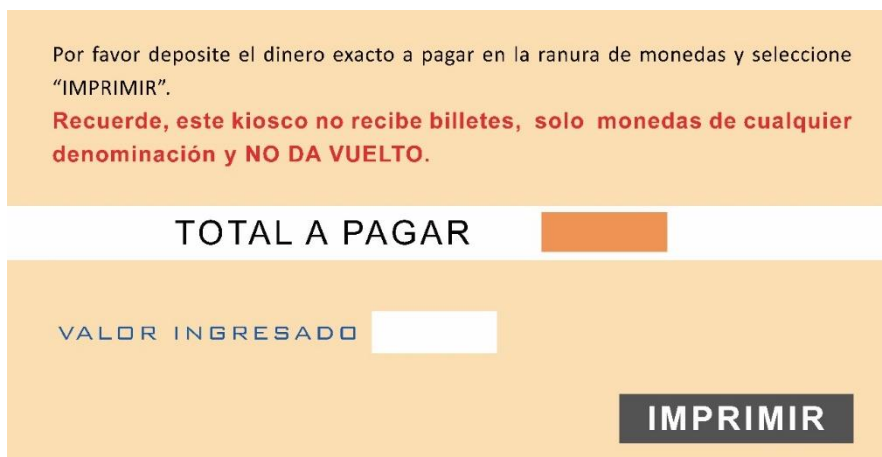 Por favor deposite el dinero exacto a pagar en la ranura de monedas y seleccione
“IMPRIMIR”.
Recuerde, este kiosco no recibe billetes, solo monedas de cualquier
denominación y NO DA VUELTO.
TOTAL A PAGAR
VALOR INGRESADO
IMPRIMIR